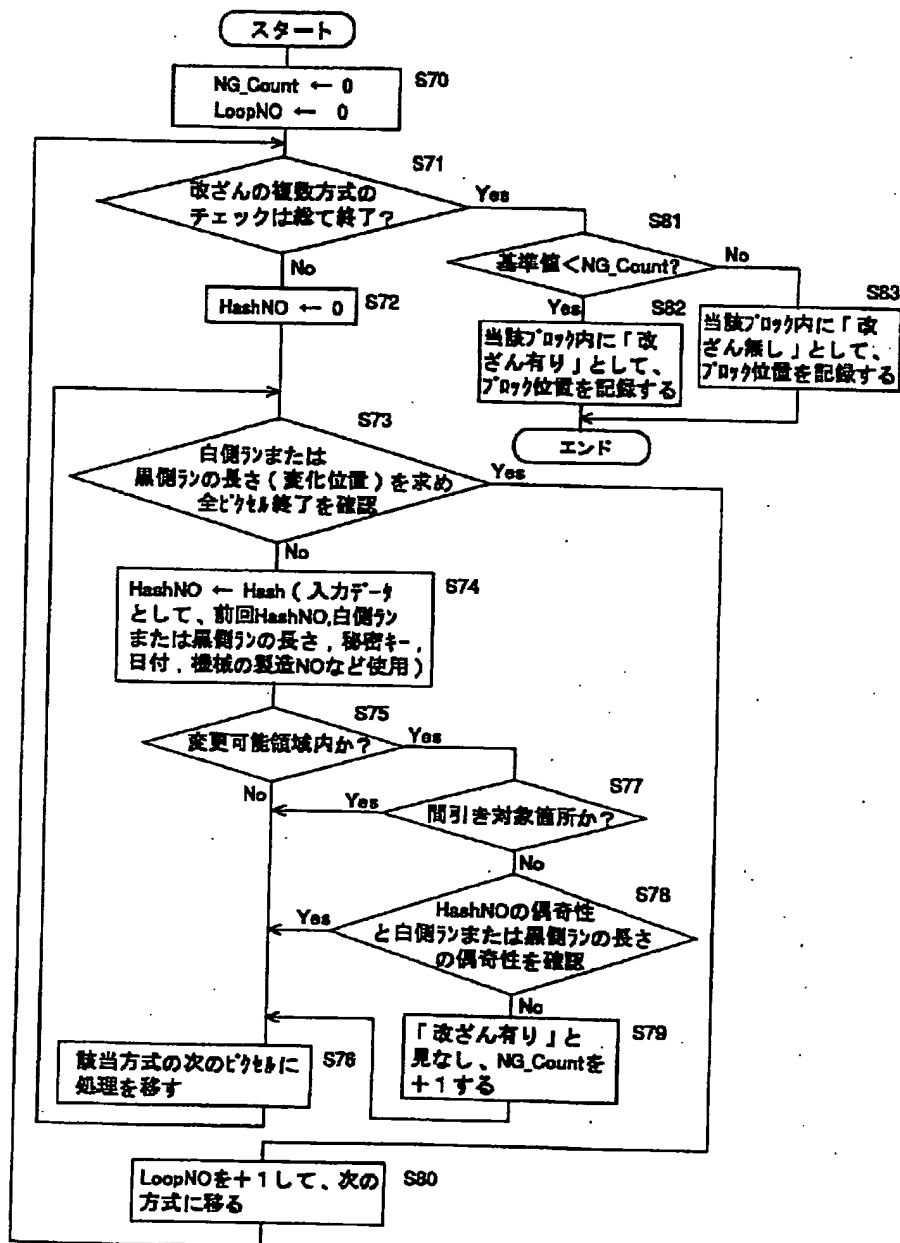 スタート
NG_Count ← 0
LoopNO ← 0
S70
S71
改ざんの複数方式の
チェックは総て終了?
Yes
No
S81
基準値<NG_Count?
No
Yes
S72
HashNO ← 0
S82
当該ブロック内に「改
ざん有り」として、
ブロック位置を記録する
S83
当該ブロック内に「改
ざん無し」として、
ブロック位置を記録する
エンド
S73
白側ランまたは
黒側ランの長さ(変化位置)を求め
全ピクセル終了を確認
Yes
No
S74
HashNO ← Hash(入力データ
として、前回HashNO,白側ラン
または黒側ランの長さ,秘密キー,
日付,機械の製造NOなど使用)
S75
変更可能領域内か?
Yes
No
S77
間引き対象箇所か?
Yes
No
S78
HashNOの偶奇性
と白側ランまたは黒側ランの長さ
の偶奇性を確認
Yes
No
S79
「改ざん有り」と
見なし、NG_Countを
+1する
S76
該当方式の次のピクセルに
処理を移す
S80
LoopNOを+1して、次の
方式に移る